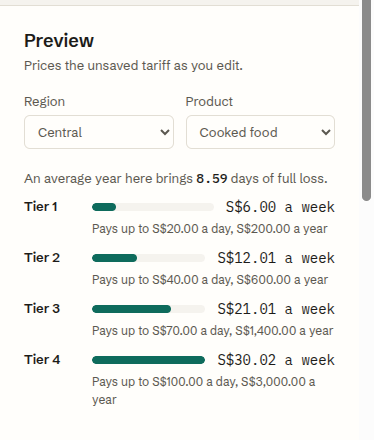 Preview
Prices the unsaved tariff as you edit.
Region Product
Central Cooked food
An average year here brings 8.59 days of full loss.
Tier 1 S$6.00 a week
Pays up to S$20.00 a day, S$200.00 a year
Tier 2 S$12.01 a week
Pays up to S$40.00 a day, S$600.00 a year
Tier 3 S$21.01 a week
Pays up to S$70.00 a day, S$1,400.00 a year
Tier 4 S$30.02 a week
Pays up to S$100.00 a day, S$3,000.00 a
year